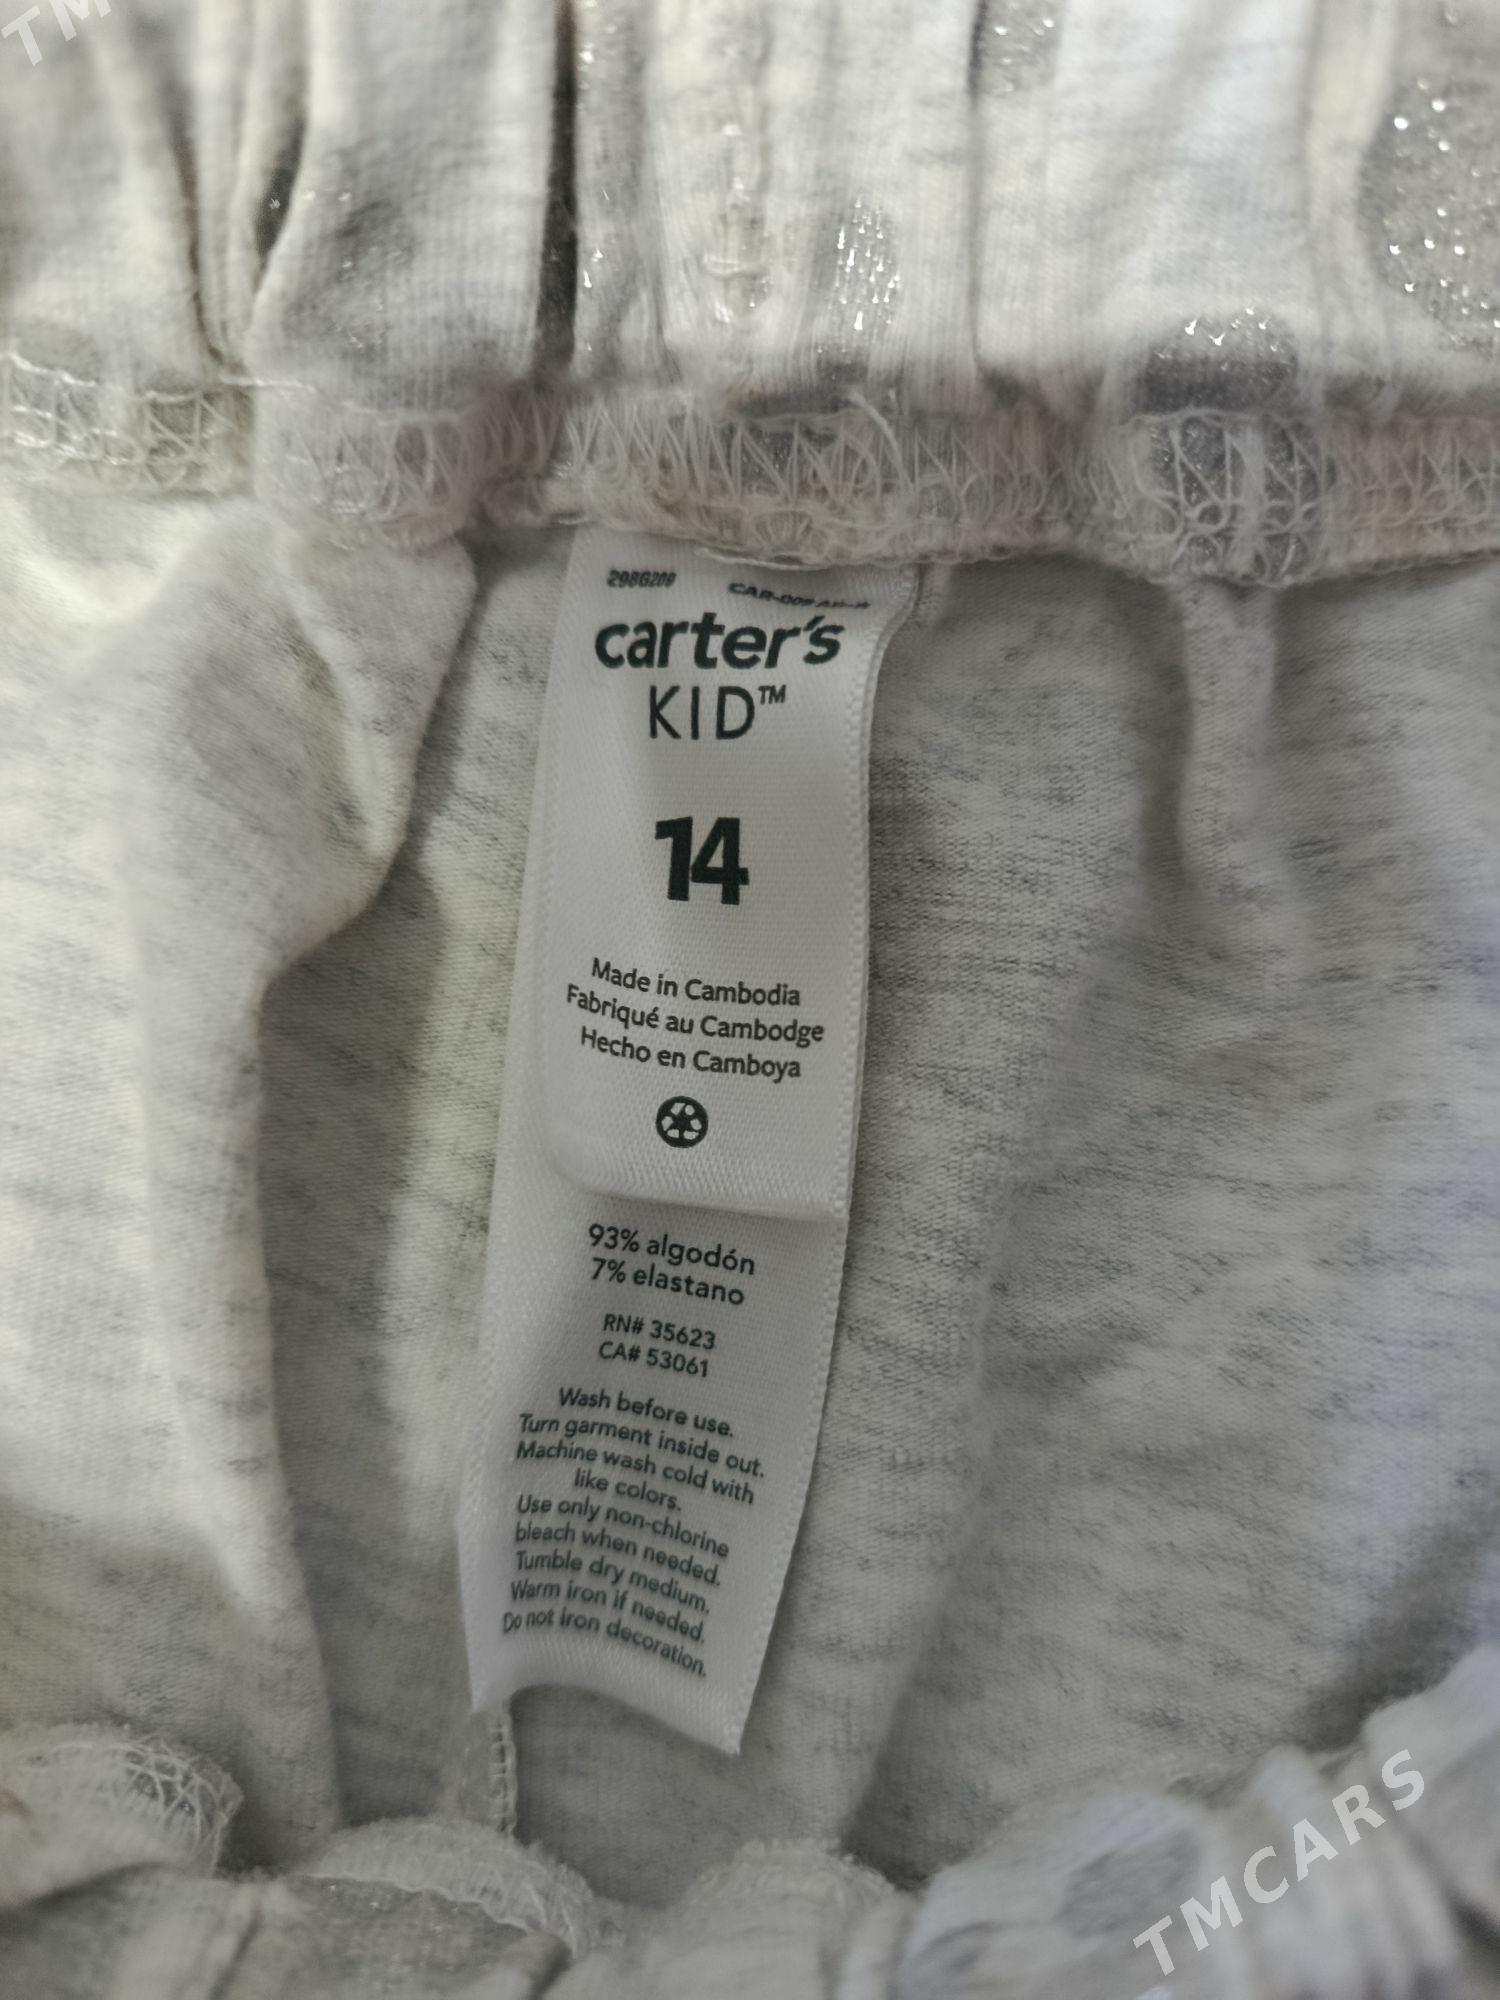 TM
298G209
carter's
KID™
14
Made in Cambodia
Fabriqué au Cambodge
Hecho en Camboya
93% algodón
7% elastano
RN# 35623
CA# 53061
Wash before use.
Turn garment inside out.
Machine wash cold with
like colors.
Use only non-chlorine
bleach when needed.
Tumble dry medium.
Warm iron if needed.
Do not iron decoration.
TMCARS